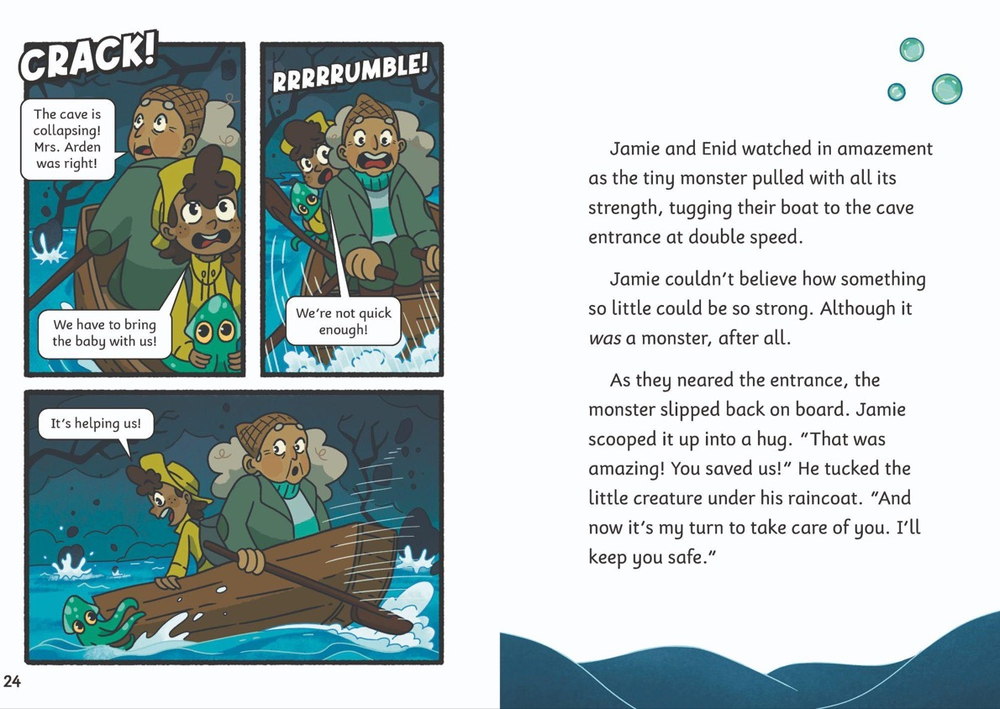 CRACK!
The cave is
collapsing!
Mrs. Arden
was right!
We have to bring
the baby with us!
RRRRRUMBLE!
We’re not quick
enough!
It’s helping us!
24
Jamie and Enid watched in amazement
as the tiny monster pulled with all its
strength, tugging their boat to the cave
entrance at double speed.
Jamie couldn’t believe how something
so little could be so strong. Although it
was a monster, after all.
As they neared the entrance, the
monster slipped back on board. Jamie
scooped it up into a hug. “That was
amazing! You saved us!” He tucked the
little creature under his raincoat. “And
now it’s my turn to take care of you. I’ll
keep you safe.”